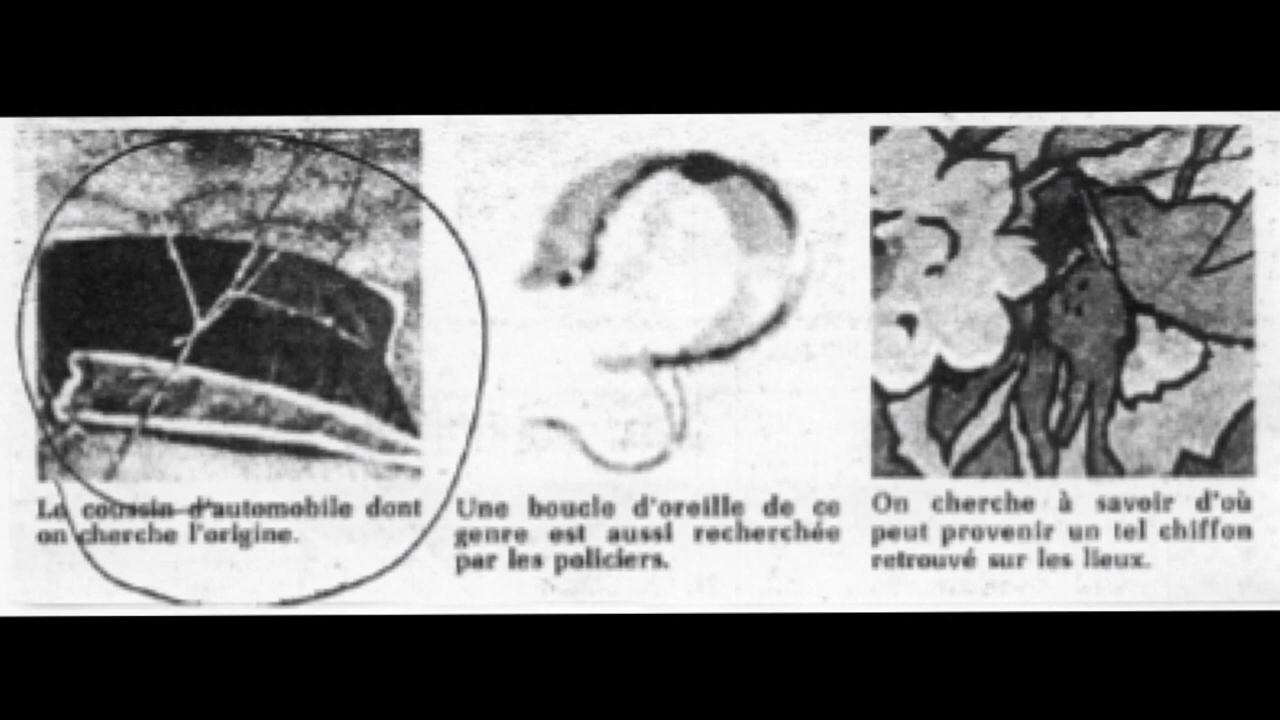 Le coussin d'automobile dont
on cherche l'origine.
Une boucle d'oreille de ce
genre est aussi recherchée
par les policiers.
On cherche à savoir d'où
peut provenir un tel chiffon
retrouvé sur les lieux.